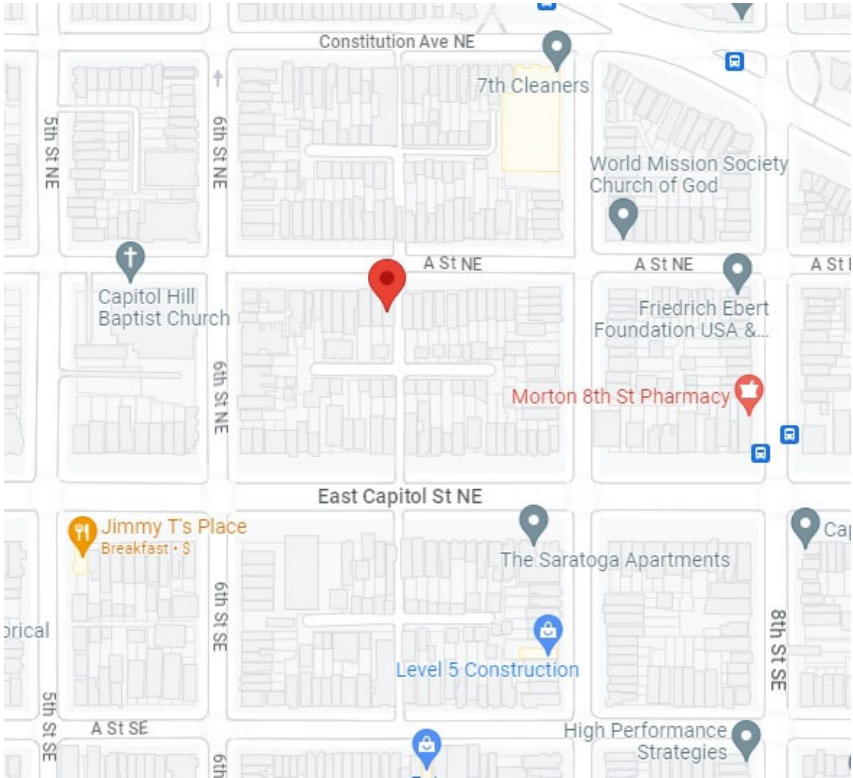 Constitution Ave NE
7th Cleaners
5th St NE
6th St NE
World Mission Society
Church of God
A St NE
A St NE
A St
Capitol Hill
Baptist Church
Friedrich Ebert
Foundation USA &...
6th St NE
Morton 8th St Pharmacy
East Capitol St NE
Jimmy T's Place
Breakfast • $
The Saratoga Apartments
Cap
6th St SE
orical
8th St SE
Level 5 Construction
5th St SE
A St SE
High Performance
Strategies
6th